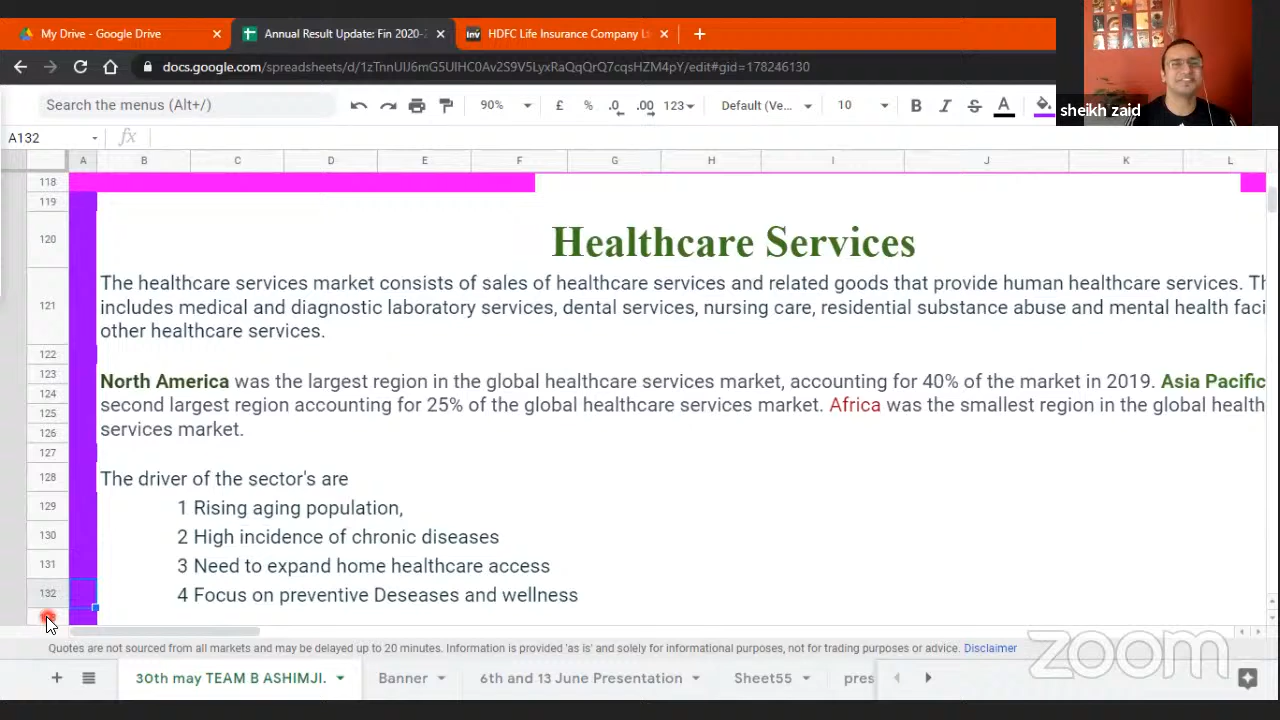 My Drive - Google Drive
Annual Result Update: Fin 2020-
Inv HDFC Life Insurance Company L
docs.google.com/spreadsheets/d/1zTnnUlJ6mG5UIHC0Av2S9V5LyxRaQqQrQ7cqsHZM4pY/edit#gid=178246130
Search the menus (Alt+/)
90%
£ % .0 .00 123
Default (Ve...
10
B I S A
sheikh zaid
A132
fx
A B C D E F G H I J K L
118
119
120
Healthcare Services
121
The healthcare services market consists of sales of healthcare services and related goods that provide human healthcare services. Th
includes medical and diagnostic laboratory services, dental services, nursing care, residential substance abuse and mental health faci
other healthcare services.
122
123
North America was the largest region in the global healthcare services market, accounting for 40% of the market in 2019. Asia Pacific
124
second largest region accounting for 25% of the global healthcare services market. Africa was the smallest region in the global health
125
126
services market.
127
128
The driver of the sector's are
129
1 Rising aging population,
130
2 High incidence of chronic diseases
131
3 Need to expand home healthcare access
132
4 Focus on preventive Deseases and wellness
Quotes are not sourced from all markets and may be delayed up to 20 minutes. Information is provided 'as is' and solely for informational purposes, not for trading purposes or advice. Disclaimer
zoom
30th may TEAM B ASHIMJI.
Banner
6th and 13 June Presentation
Sheet55
pres